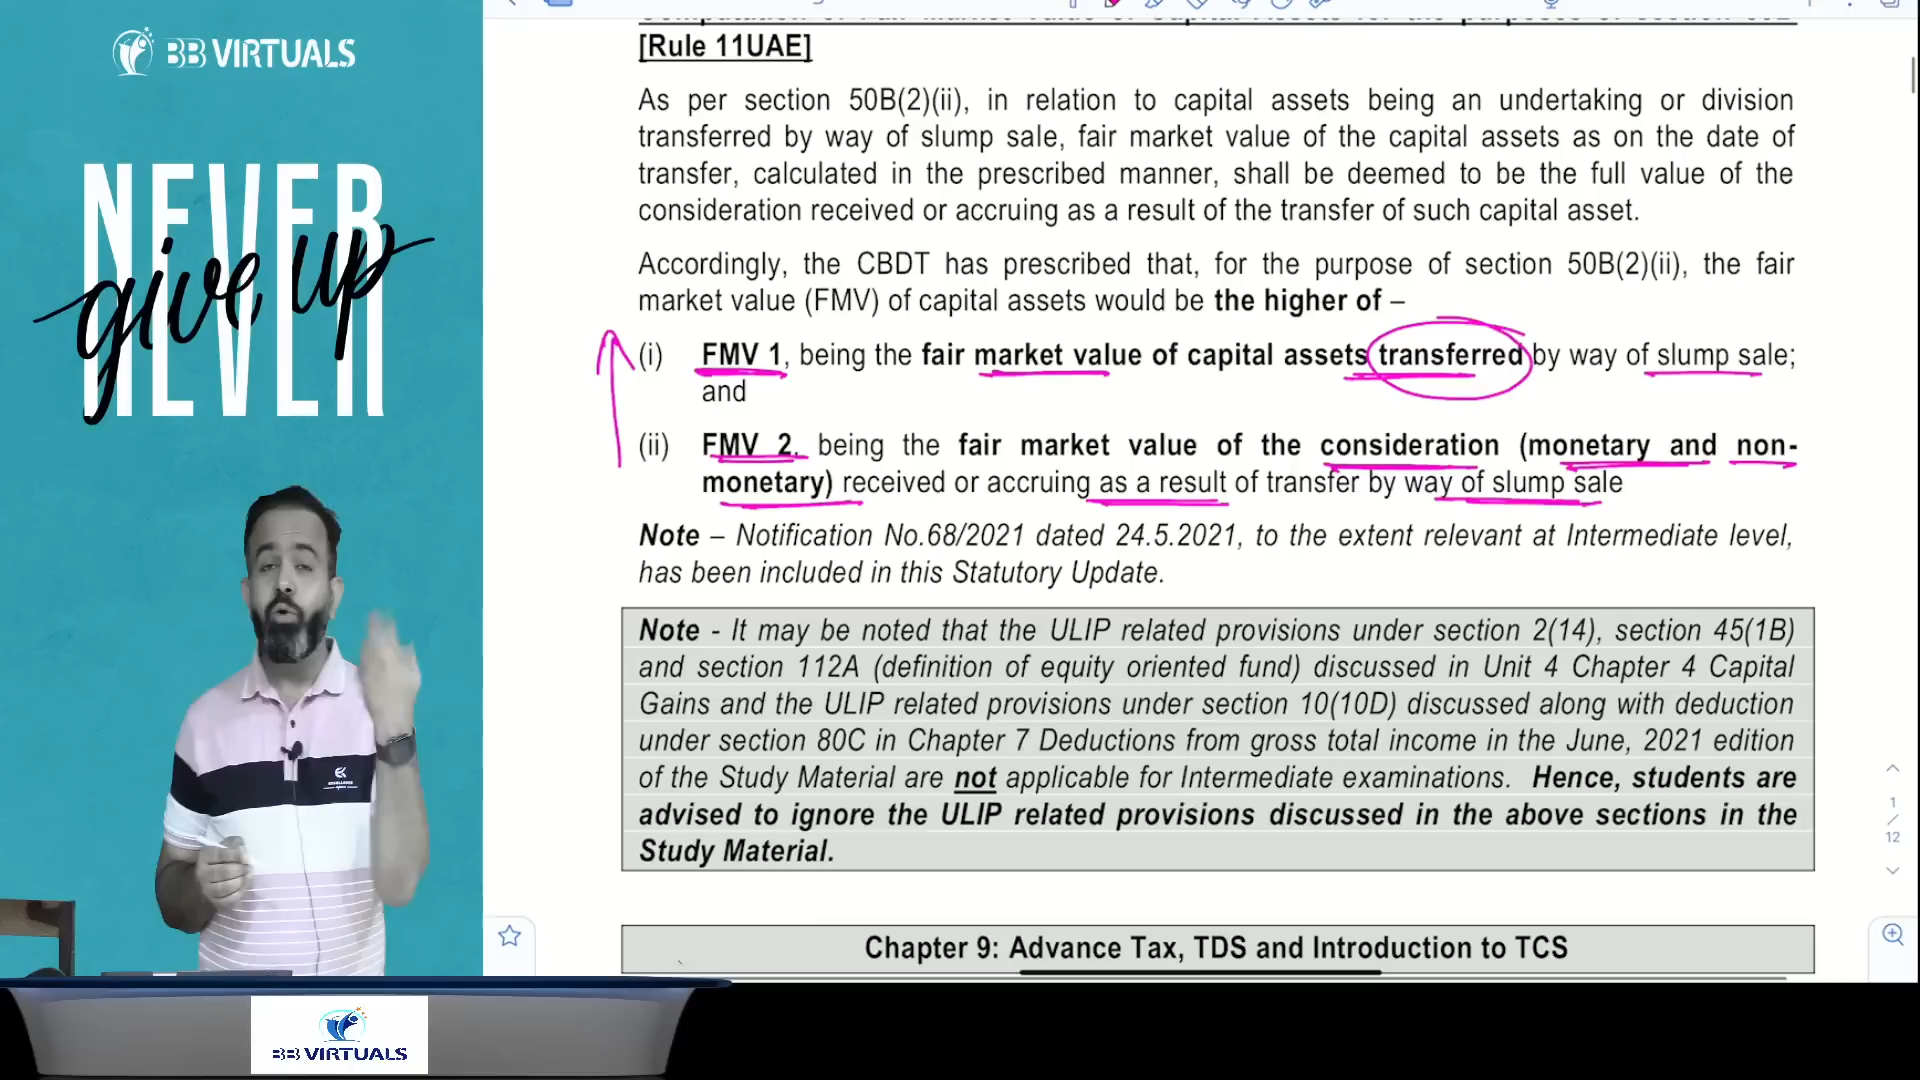 BB VIRTUALS
NEVER
give up
NEVER
[Rule 11UAE]
As per section 50B(2)(ii), in relation to capital assets being an undertaking or division
transferred by way of slump sale, fair market value of the capital assets as on the date of
transfer, calculated in the prescribed manner, shall be deemed to be the full value of the
consideration received or accruing as a result of the transfer of such capital asset.
Accordingly, the CBDT has prescribed that, for the purpose of section 50B(2)(ii), the fair
market value (FMV) of capital assets would be the higher of –
(i) FMV 1, being the fair market value of capital assets transferred by way of slump sale;
and
(ii) FMV 2, being the fair market value of the consideration (monetary and non-
monetary) received or accruing as a result of transfer by way of slump sale
Note – Notification No.68/2021 dated 24.5.2021, to the extent relevant at Intermediate level,
has been included in this Statutory Update.
Note - It may be noted that the ULIP related provisions under section 2(14), section 45(1B)
and section 112A (definition of equity oriented fund) discussed in Unit 4 Chapter 4 Capital
Gains and the ULIP related provisions under section 10(10D) discussed along with deduction
under section 80C in Chapter 7 Deductions from gross total income in the June, 2021 edition
of the Study Material are not applicable for Intermediate examinations. Hence, students are
advised to ignore the ULIP related provisions discussed in the above sections in the
Study Material.
1
/
12
Chapter 9: Advance Tax, TDS and Introduction to TCS
BB VIRTUALS